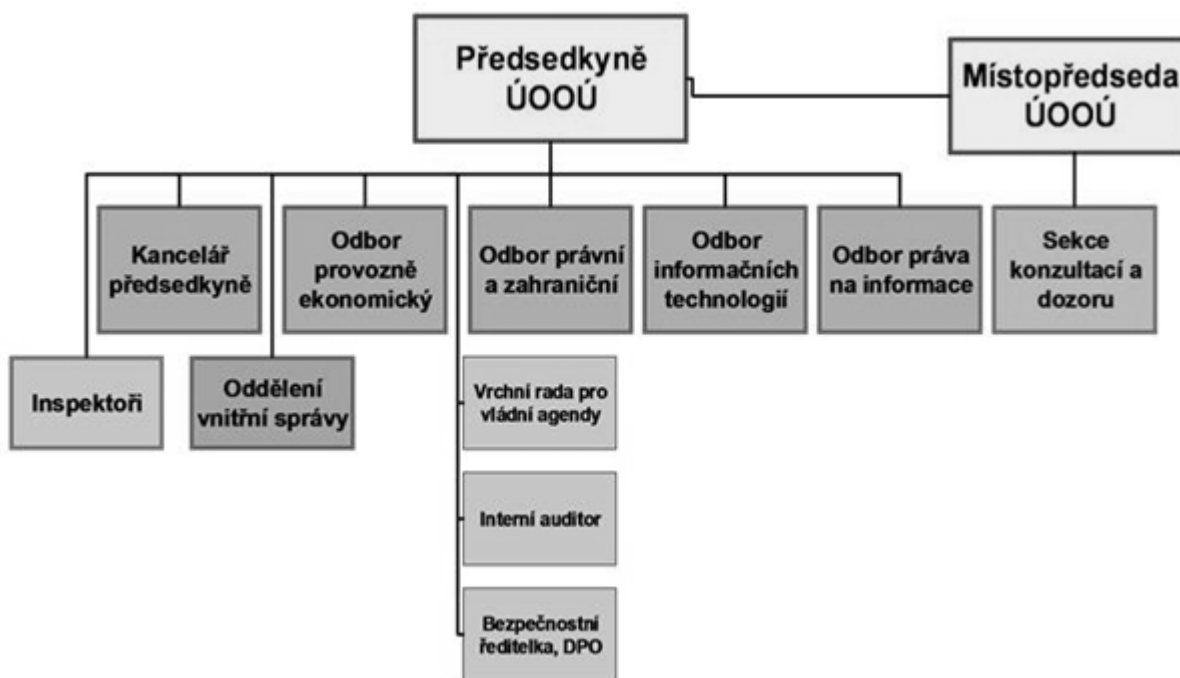 Předsedkyně
ÚOOÚ
Místopředseda
ÚOOÚ
Kancelář
předsedkyně
Odbor
provozně
ekonomický
Odbor právní
a zahraniční
Odbor
informačních
technologií
Odbor práva
na informace
Sekce
konzultací a
dozoru
Inspektoři
Oddělení
vnitřní správy
Vrchní rada pro
vládní agendy
Interní auditor
Bezpečnostní
ředitelka, DPO